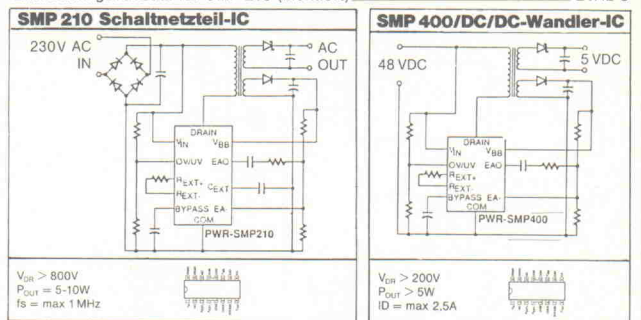 SMP 210 Schaltnetzteil-IC
230V AC
IN
AC
OUT
DRAIN
VIN
VBB
OV/UV
EAO
REXT+
CEXT
REXT-
BYPASS
EA-
COM
PWR-SMP210
VDR > 800V
POUT = 5-10W
fs = max 1 MHz
SMP 400/DC/DC-Wandler-IC
48 VDC
5 VDC
DRAIN
VIN
VBB
OV/UV
EAO
REXT+
REXT-
BYPASS
EA-
COM
PWR-SMP400
VDR > 200V
POUT > 5W
ID = max 2,5A